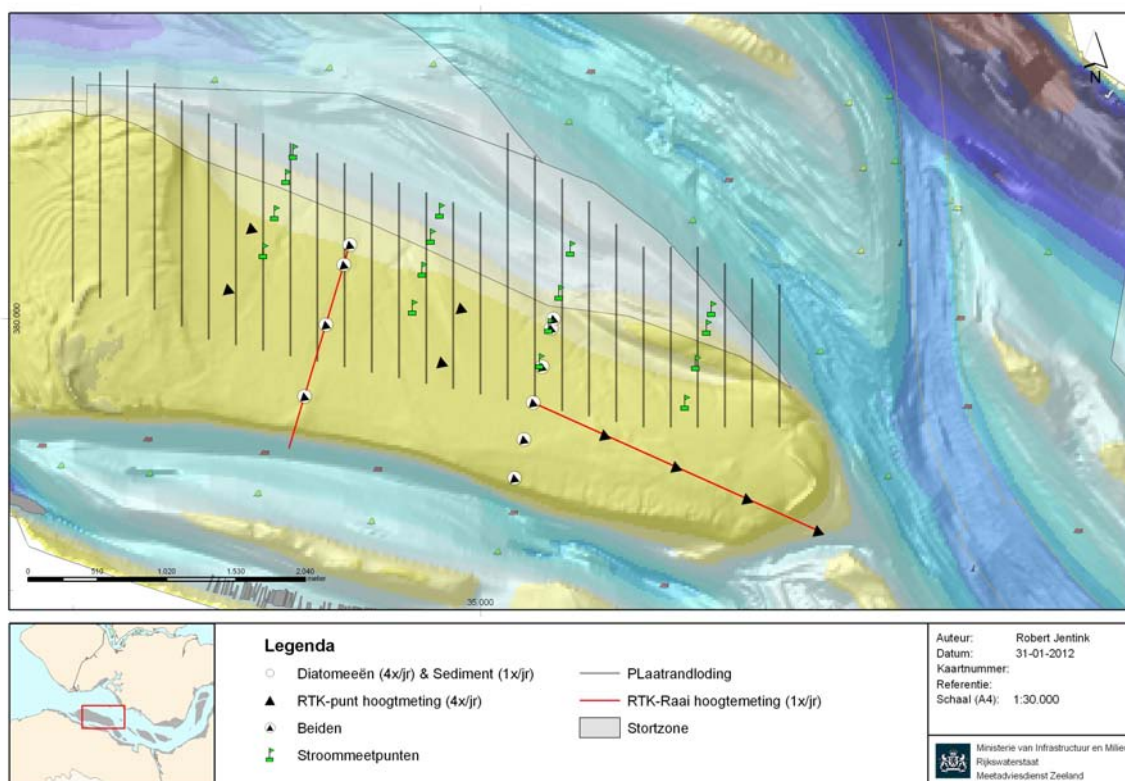 N
380.000
0 510 1.020 1.530 2.040
meter
35.000
Legenda
Diatomeeën (4x/jr) & Sediment (1x/jr)
RTK-punt hoogtmeting (4x/jr)
Beiden
Stroommeetpunten
PLaatrandloding
RTK-Raai hoogtemeting (1x/jr)
Stortzone
Auteur: Robert Jentink
Datum: 31-01-2012
Kaartnummer:
Referentie:
Schaal (A4): 1:30.000
Ministerie van Infrastructuur en Milieu
Rijkswaterstaat
Meetadviesdienst Zeeland